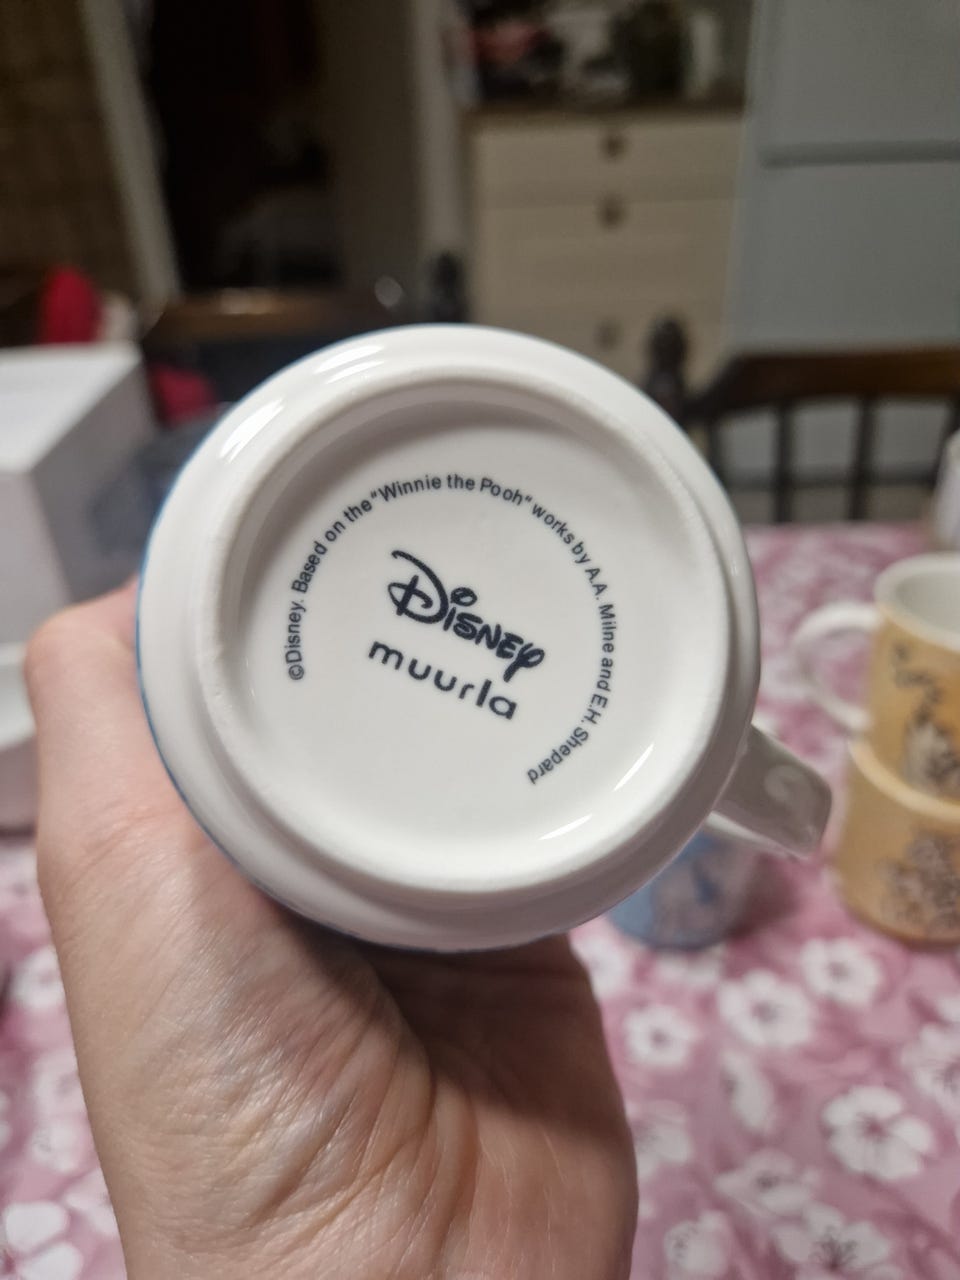 ©Disney. Based on the "Winnie the Pooh" works by A.A. Milne and E.H. Shepard
Disney
muurla